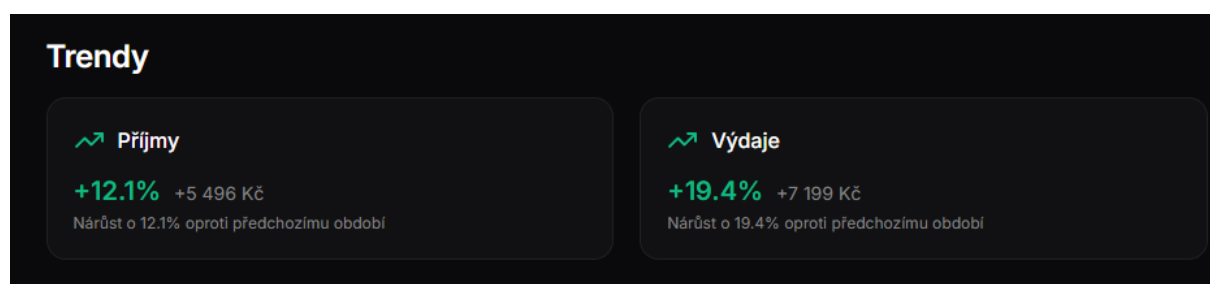 Trendy
Příjmy
+12.1% +5 496 Kč
Nárůst o 12.1% oproti předchozímu období
Výdaje
+19.4% +7 199 Kč
Nárůst o 19.4% oproti předchozímu období